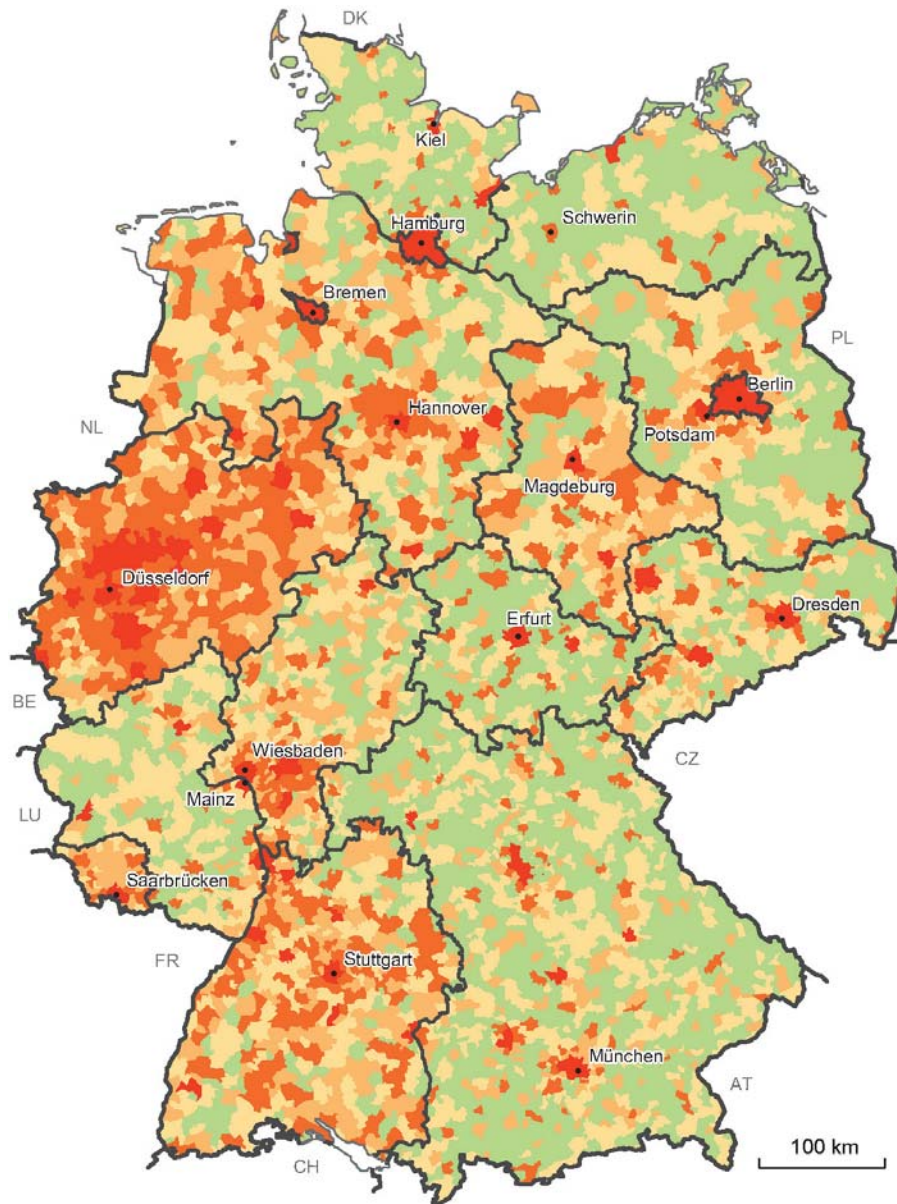 DK
Kiel
Hamburg
Schwerin
Bremen
PL
Berlin
Hannover
NL
Potsdam
Magdeburg
Düsseldorf
Dresden
Erfurt
BE
Wiesbaden
CZ
Mainz
LU
Saarbrücken
FR
Stuttgart
München
AT
100 km
CH